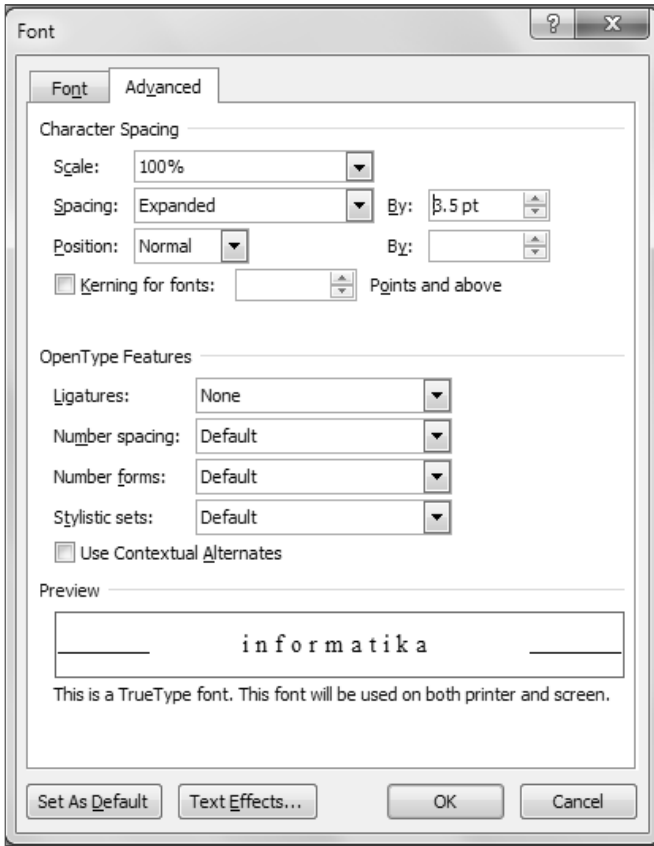 Font
Font Advanced
Character Spacing
Scale: 100%
Spacing: Expanded By: 3.5 pt
Position: Normal By:
Kerning for fonts: Points and above
OpenType Features
Ligatures: None
Number spacing: Default
Number forms: Default
Stylistic sets: Default
Use Contextual Alternates
Preview
informatika
This is a TrueType font. This font will be used on both printer and screen.
Set As Default Text Effects... OK Cancel